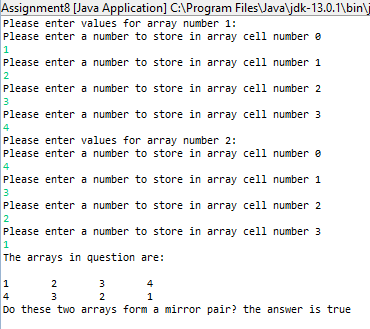 Assignment8 [Java Application] C:\Program Files\Java\jdk-13.0.1\bin\j
Please enter values for array number 1:
Please enter a number to store in array cell number 0
1
Please enter a number to store in array cell number 1
2
Please enter a number to store in array cell number 2
3
Please enter a number to store in array cell number 3
4
Please enter values for array number 2:
Please enter a number to store in array cell number 0
4
Please enter a number to store in array cell number 1
3
Please enter a number to store in array cell number 2
2
Please enter a number to store in array cell number 3
1
The arrays in question are:
1 2 3 4
4 3 2 1
Do these two arrays form a mirror pair? the answer is true